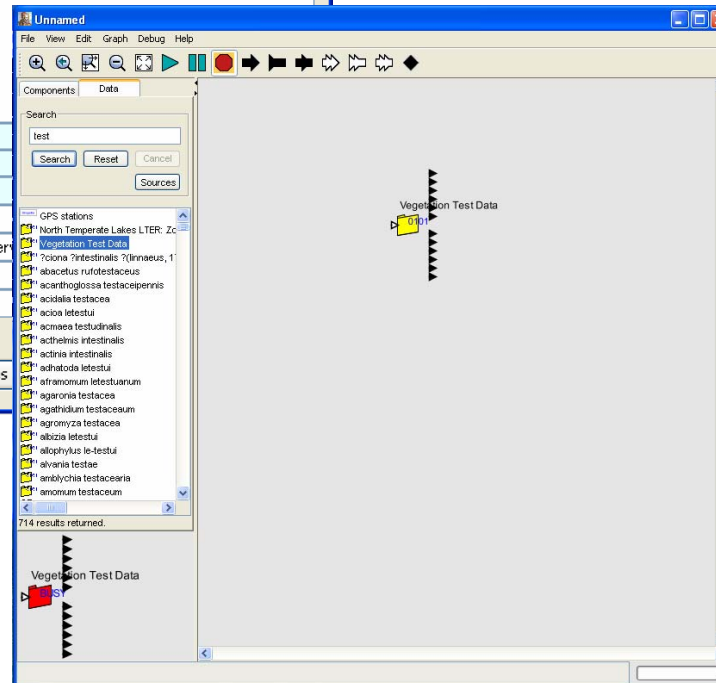 Unnamed
File View Edit Graph Debug Help
Components Data
Search
test
Search Reset Cancel
Sources
GPS stations
North Temperate Lakes LTER: Zo
Vegetation Test Data
?ciona ?intestinalis ?(linnaeus, 1
abacetus rufotestaceus
acanthoglossa testaceipennis
acidalia testacea
acioa letestui
acmaea testudinalis
acthelmis intestinalis
actinia intestinalis
adhatoda letestui
aframomum letestuanum
agaronia testacea
agathidium testaceaum
agromyza testacea
albizia letestui
allophylus le-testui
alvania testae
amblychia testacearia
amomum testaceum
714 results returned.
Vegetation Test Data
0101
Vegetation Test Data
BUSY